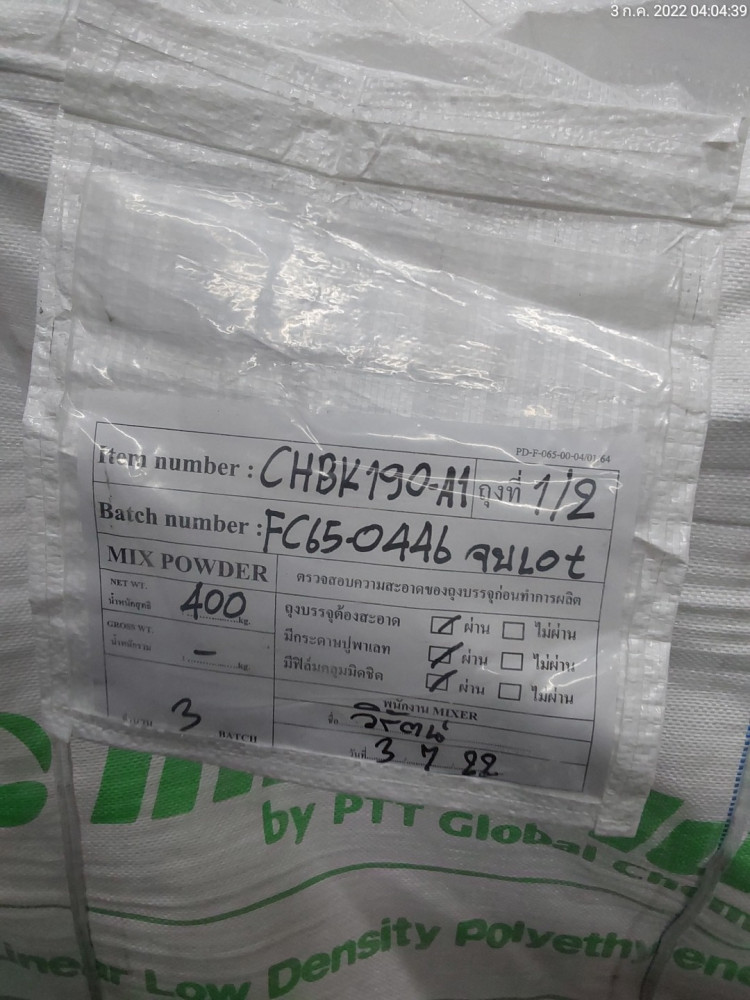 3 ก.ค. 2022 04:04:39
PD-F-065-00-04/01/64
Item number : CHBK190-A1 ถุงที่ 1/2
Batch number : FC65-0446 จบLot
MIX POWDER
ตรวจสอบความสะอาดของถุงบรรจุก่อนทำการผลิต
NET WT.
น้ำหนักสุทธิ 400 kg.
GROSS WT.
น้ำหนักรวม - kg.
จำนวน 3 BATCH
ถุงบรรจุต้องสะอาด ☑ ผ่าน ☐ ไม่ผ่าน
มีกระดานปูพาเลท ☑ ผ่าน ☐ ไม่ผ่าน
มีฟิล์มคลุมมิดชิด ☑ ผ่าน ☐ ไม่ผ่าน
พนักงาน MIXER
ชื่อ วิรัตน์
วันที่ 3 / 7 / 22
by PTT Global Chem
Linear Low Density Polyethylene